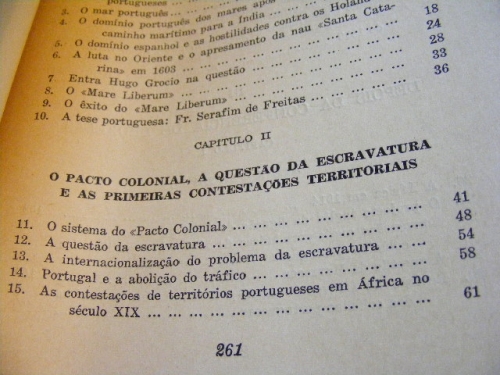 portugueses ... ...
3. O mar português ... ...
4. O domínio português dos mares
caminho marítimo para a Índia ...
5. O domínio espanhol e as hostilidades contra os
6. A luta no Oriente e o apresamento da nau «Santa Cata-
rina» em 1603 ... ... ... ... ... ... 18
7 Entra Hugo Grocio na questão ... ... ... ... 24
8. O «Mare Liberum» ... ... ... ... ... ... 28
9. O êxito do «Mare Liberum» ... ... ... ... ... 33
10. A tese portuguesa: Fr. Serafim de Freitas ... ... ... 36
CAPITULO II
O PACTO COLONIAL, A QUESTÃO DA ESCRAVATURA
E AS PRIMEIRAS CONTESTAÇÕES TERRITORIAIS
11. O sistema do «Pacto Colonial» ... ... ... ... ... ... 41
12. A questão da escravatura ... ... ... ... ... ... ... 48
13. A internacionalização do problema da escravatura ... ... 54
14. Portugal e a abolição do tráfico ... ... ... ... ... ... 58
15. As contestações de territórios portugueses em África no
século XIX ... ... ... ... ... ... ... ... ... 61
261